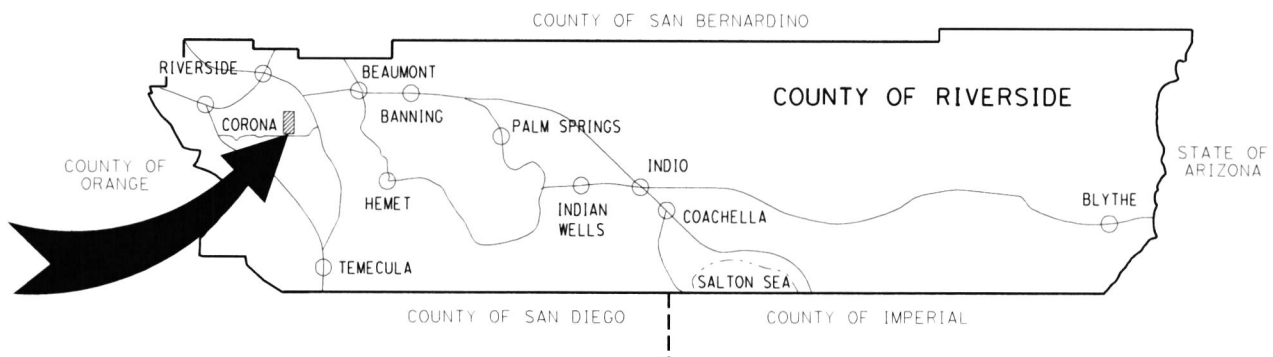 COUNTY OF SAN BERNARDINO
RIVERSIDE
BEAUMONT
COUNTY OF RIVERSIDE
BANNING
CORONA
PALM SPRINGS
COUNTY OF
ORANGE
STATE OF
ARIZONA
INDIO
HEMET
INDIAN
WELLS
COACHELLA
BLYTHE
TEMECULA
SALTON SEA
COUNTY OF SAN DIEGO
COUNTY OF IMPERIAL